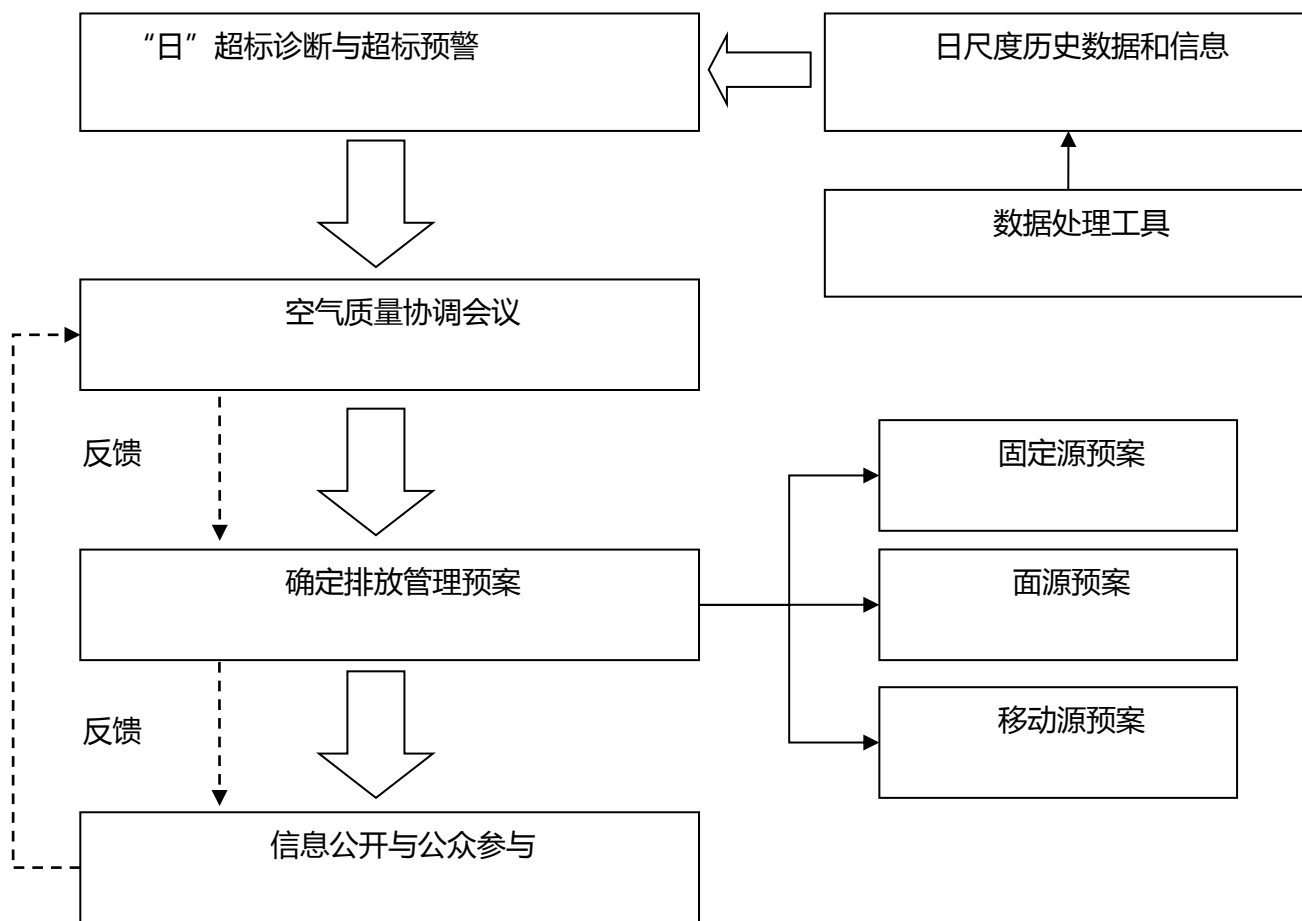 “日”超标诊断与超标预警
日尺度历史数据和信息
数据处理工具
空气质量协调会议
反馈
固定源预案
确定排放管理预案
面源预案
反馈
移动源预案
信息公开与公众参与